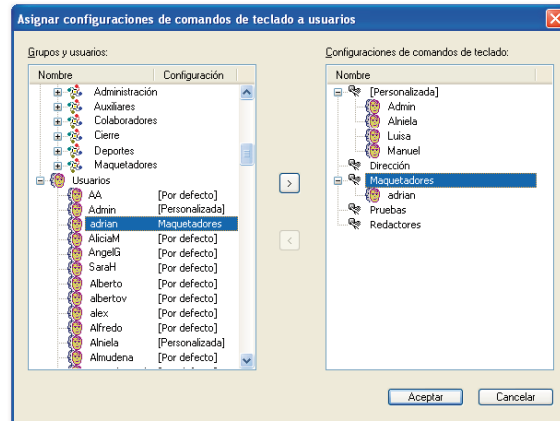 Asignar configuraciones de comandos de teclado a usuarios
Grupos y usuarios:
Nombre Configuración
Administración
Auxiliares
Colaboradores
Cierre
Deportes
Maquetadores
Usuarios
AA [Por defecto]
Admin [Personalizada]
adrian Maquetadores
AliciaM [Por defecto]
AngelG [Por defecto]
SaraH [Por defecto]
Alberto [Por defecto]
albertov [Por defecto]
alex [Por defecto]
Alfredo [Por defecto]
Alniela [Personalizada]
Almudena [Por defecto]
>
<
Configuraciones de comandos de teclado:
Nombre
[Personalizada]
Admin
Alniela
Luisa
Manuel
Dirección
Maquetadores
adrian
Pruebas
Redactores
Aceptar Cancelar